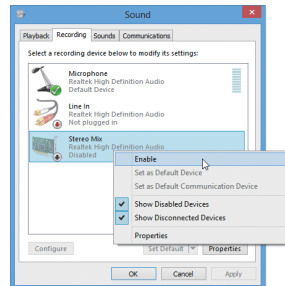 Sound
Playback Recording Sounds Communications
Select a recording device below to modify its settings:
Microphone
Realtek High Definition Audio
Default Device
Line In
Realtek High Definition Audio
Not plugged in
Stereo Mix
Realtek High Definition Audio
Disabled
Enable
Set as Default Device
Set as Default Communication Device
Show Disabled Devices
Show Disconnected Devices
Properties
Configure Set Default Properties
OK Cancel Apply